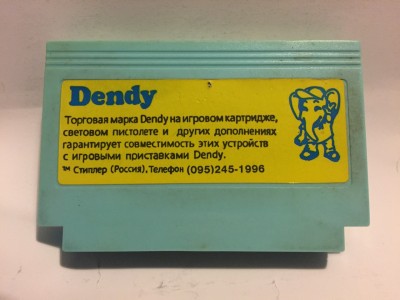 Dendy
Торговая марка Dendy на игровом картридже,
световом пистолете и других дополнениях
гарантирует совместимость этих устройств
с игровыми приставками Dendy.
™ Стиплер (Россия), Телефон (095)245-1996